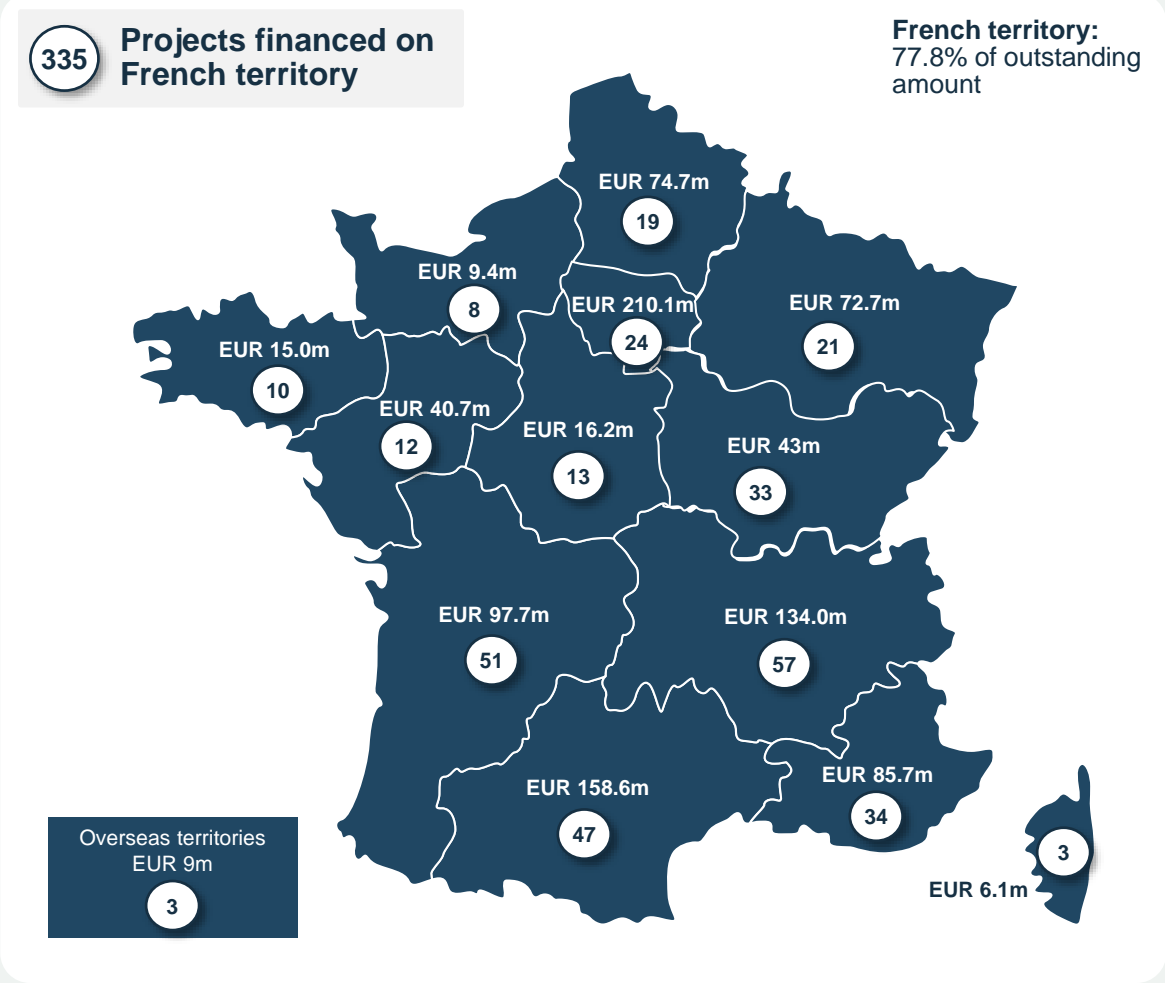 335
Projects financed on
French territory
French territory:
77.8% of outstanding
amount
EUR 74.7m
19
EUR 9.4m
8
EUR 210.1m
24
EUR 72.7m
21
EUR 15.0m
10
EUR 40.7m
12
EUR 16.2m
13
EUR 43m
33
EUR 97.7m
51
EUR 134.0m
57
EUR 158.6m
47
EUR 85.7m
34
3
EUR 6.1m
Overseas territories
EUR 9m
3